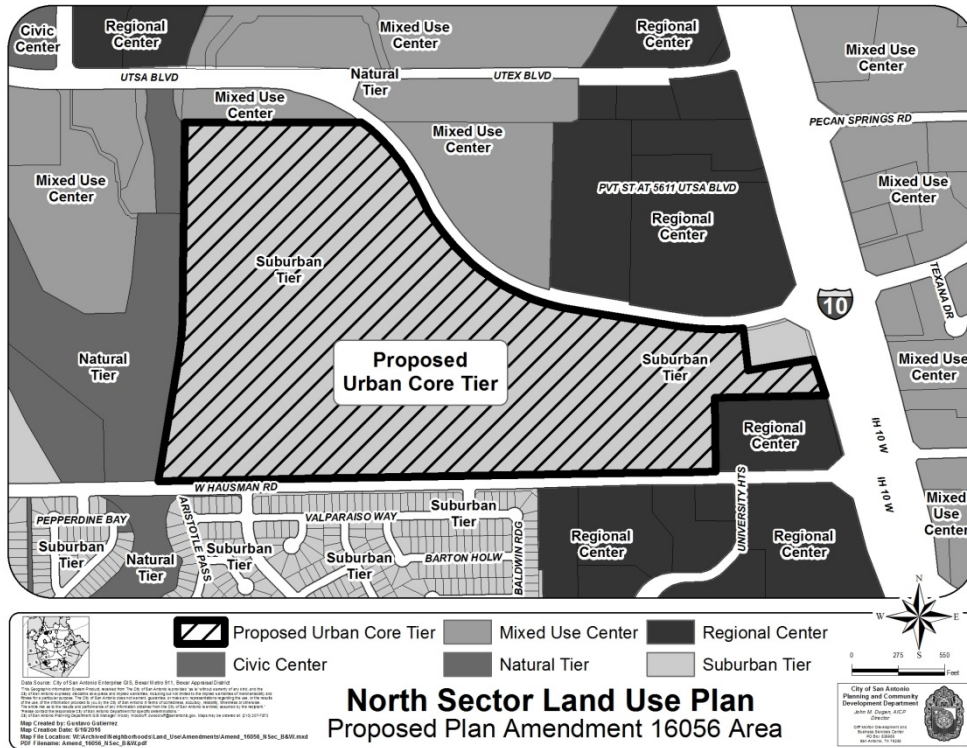 Civic
Center
Regional
Center
Mixed Use
Center
Regional
Center
Mixed Use
Center
UTSA BLVD
Natural
Tier
UTEX BLVD
Mixed Use
Center
Mixed Use
Center
PECAN SPRINGS RD
Mixed Use
Center
Mixed Use
Center
PVT ST AT 5611 UTSA BLVD
Regional
Center
Suburban
Tier
TEXANA DR
10
Natural
Tier
Proposed
Urban Core Tier
Suburban
Tier
Mixed Use
Center
Regional
Center
IH 10 W
IH 10 W
W HAUSMAN RD
PEPPERDINE BAY
Suburban
Tier
Natural
Tier
ARISTOTLE PASS
Suburban
Tier
VALPARAISO WAY
Suburban
Tier
Suburban
Tier
BARTON HOLW
BALDWIN RDG
Regional
Center
UNIVERSITY HTS
Regional
Center
Mixed
Use
Center
Proposed Urban Core Tier
Mixed Use Center
Regional Center
Civic Center
Natural Tier
Suburban Tier
N
W
E
S
0 275 550
Feet
Data Source: City of San Antonio Enterprise GIS, Bexar Metro 911, Bexar Appraisal District
Map Created by: Gustavo Gutierrez
Map Creation Date: 6/16/2016
PDF Filename: Amend_16056_NSec_B&W.pdf
North Sector Land Use Plan
Proposed Plan Amendment 16056 Area
City of San Antonio
Planning and Community
Development Department
John M. Dugan, AICP
Director